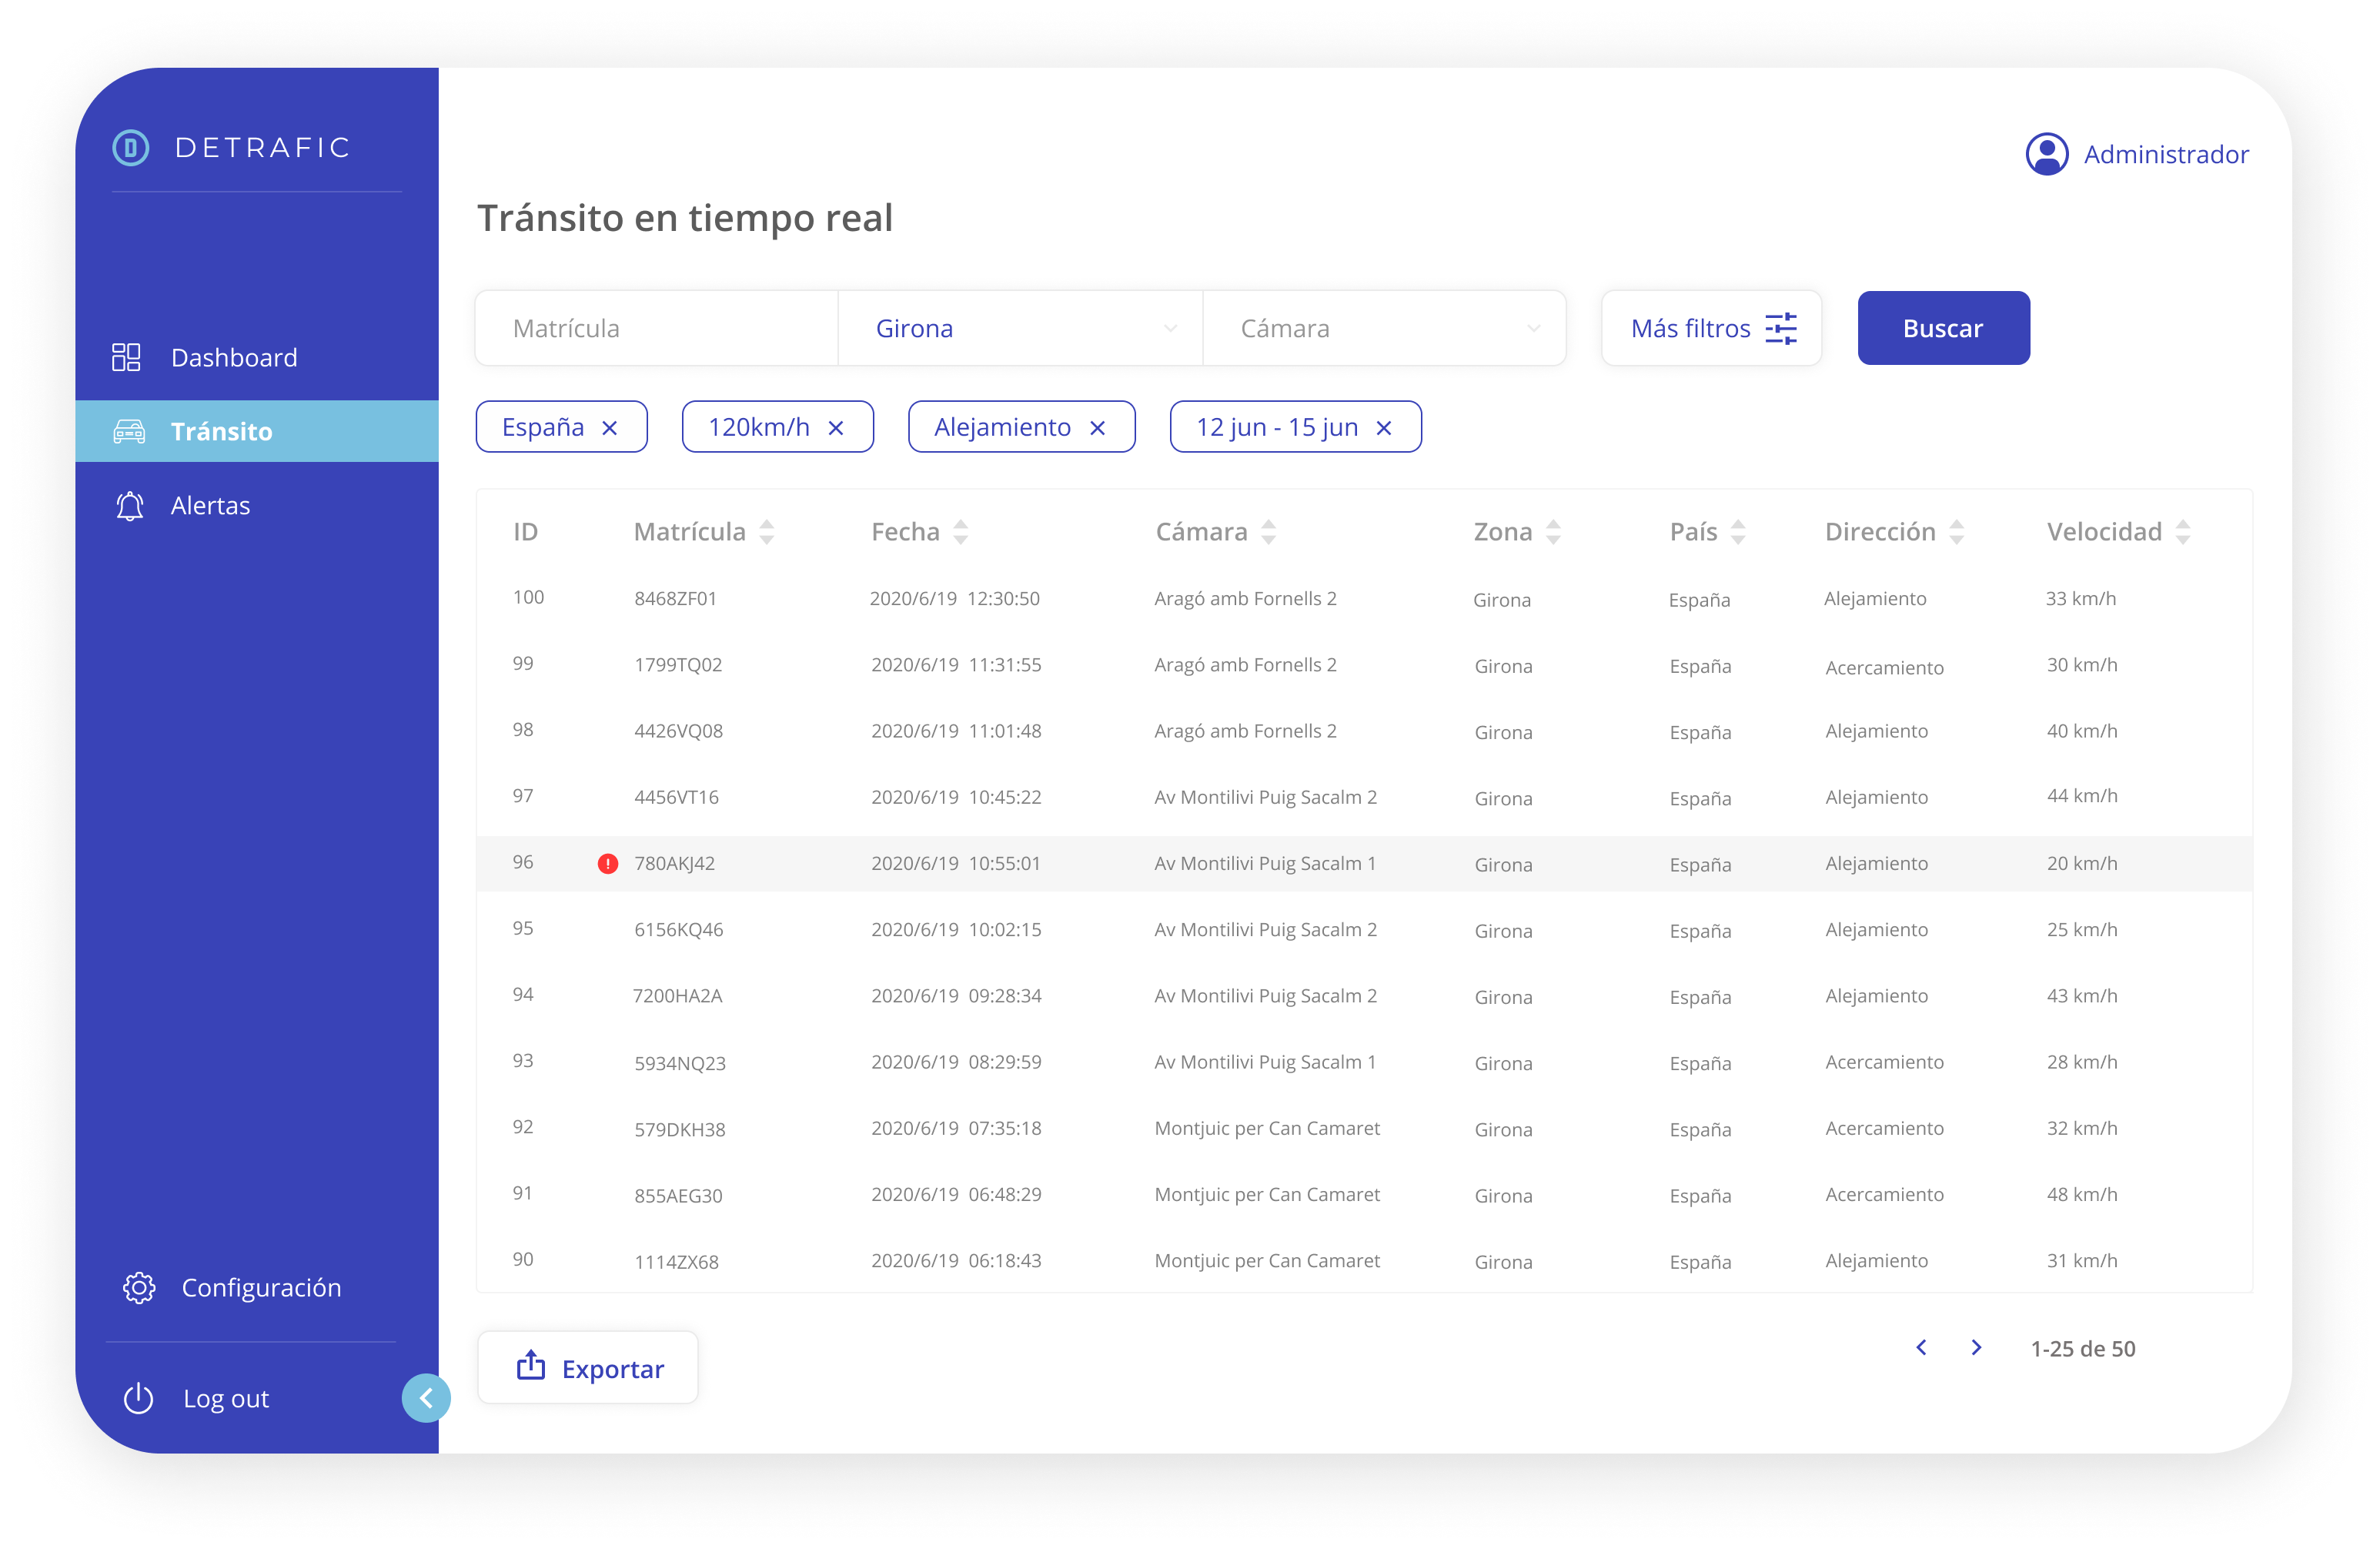 DETRAFIC
Administrador
Tránsito en tiempo real
Matrícula Girona Cámara Más filtros Buscar
Dashboard
Tránsito
Alertas
España 120km/h Alejamiento 12 jun - 15 jun
ID Matrícula Fecha Cámara Zona País Dirección Velocidad
100 8468ZF01 2020/6/19 12:30:50 Aragó amb Fornells 2 Girona España Alejamiento 33 km/h
99 1799TQ02 2020/6/19 11:31:55 Aragó amb Fornells 2 Girona España Acercamiento 30 km/h
98 4426VQ08 2020/6/19 11:01:48 Aragó amb Fornells 2 Girona España Alejamiento 40 km/h
97 4456VT16 2020/6/19 10:45:22 Av Montilivi Puig Sacalm 2 Girona España Alejamiento 44 km/h
96 780AKJ42 2020/6/19 10:55:01 Av Montilivi Puig Sacalm 1 Girona España Alejamiento 20 km/h
95 6156KQ46 2020/6/19 10:02:15 Av Montilivi Puig Sacalm 2 Girona España Alejamiento 25 km/h
94 7200HA2A 2020/6/19 09:28:34 Av Montilivi Puig Sacalm 2 Girona España Alejamiento 43 km/h
93 5934NQ23 2020/6/19 08:29:59 Av Montilivi Puig Sacalm 1 Girona España Acercamiento 28 km/h
92 579DKH38 2020/6/19 07:35:18 Montjuic per Can Camaret Girona España Acercamiento 32 km/h
91 855AEG30 2020/6/19 06:48:29 Montjuic per Can Camaret Girona España Acercamiento 48 km/h
90 1114ZX68 2020/6/19 06:18:43 Montjuic per Can Camaret Girona España Alejamiento 31 km/h
Configuración
Log out
Exportar
1-25 de 50